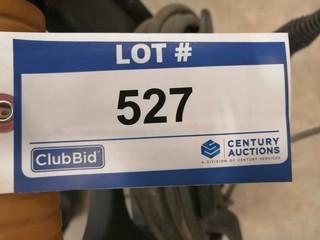 LOT #
527
ClubBid
CENTURY
AUCTIONS
A DIVISION OF CENTURY SERVICES